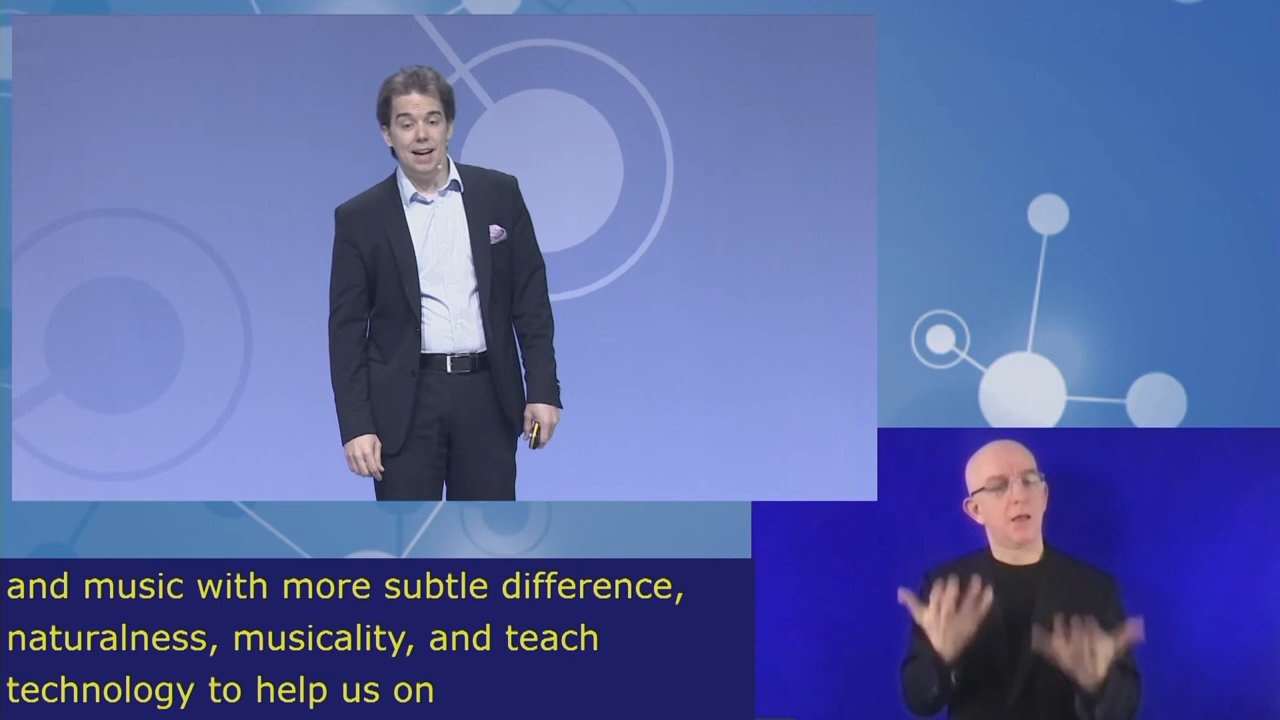 and music with more subtle difference,
naturalness, musicality, and teach
technology to help us on